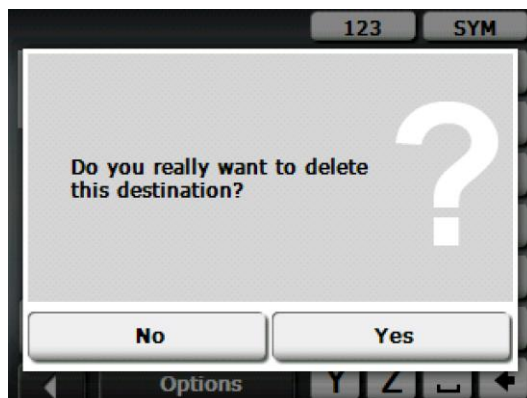 123 SYM
Do you really want to delete
this destination?
?
No Yes
Options Y Z